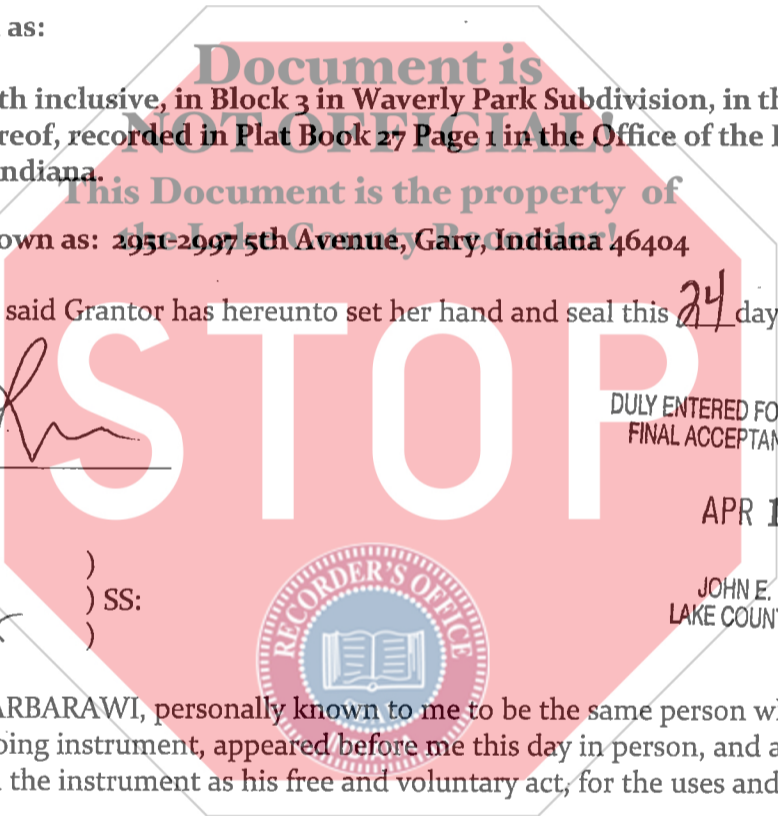 as:
Document is
th inclusive, in Block 3 in Waverly Park Subdivision, in th
NOT OFFICIAL!
reof, recorded in Plat Book 27 Page 1 in the Office of the
ndiana.
This Document is the property of
the Lake County Recorder!
own as: 2951-2997 5th Avenue, Gary, Indiana 46404
said Grantor has hereunto set her hand and seal this 24 day
STOP
DULY ENTERED FO
FINAL ACCEPTAN
APR 1
)
) SS:
)
JOHN E.
LAKE COUN
RECORDER'S OFFICE
ARBARAWI, personally known to me to be the same person w
oing instrument, appeared before me this day in person, and a
the instrument as his free and voluntary act, for the uses and